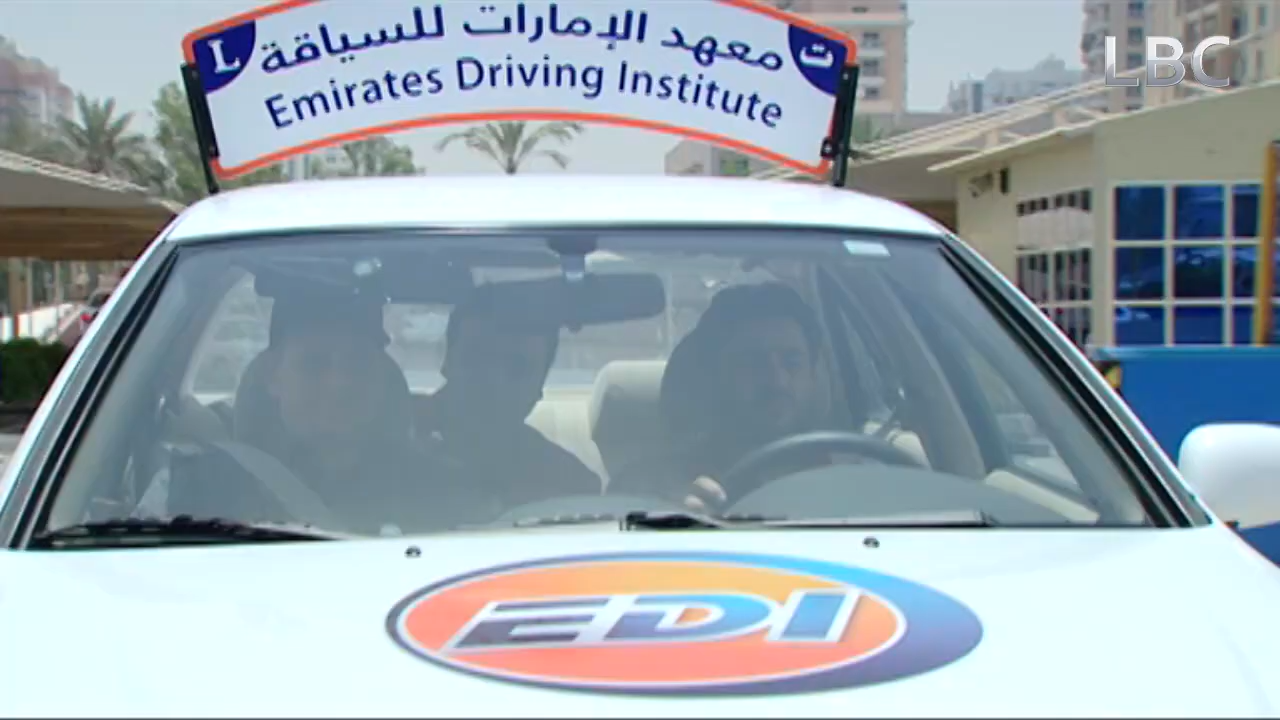 LBC
L معهد الإمارات للسياقة ت
Emirates Driving Institute
EDI